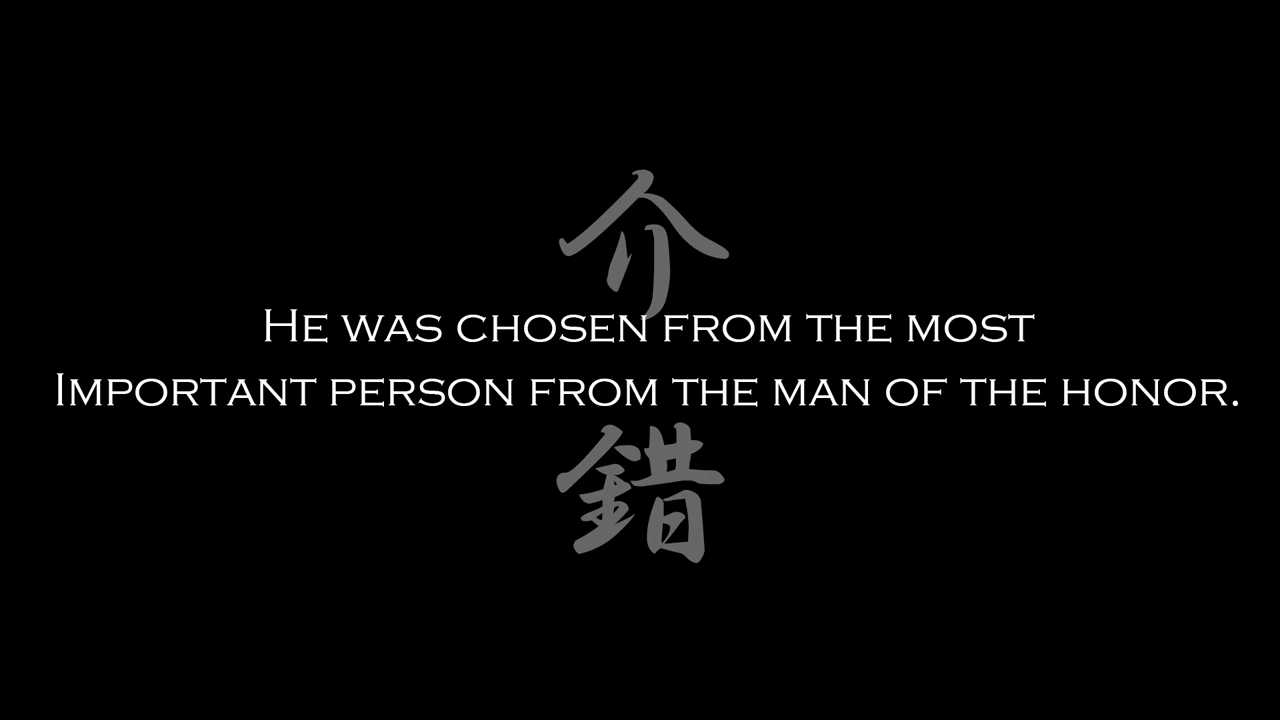 介錯
He was chosen from the most
Important person from the man of the honor.